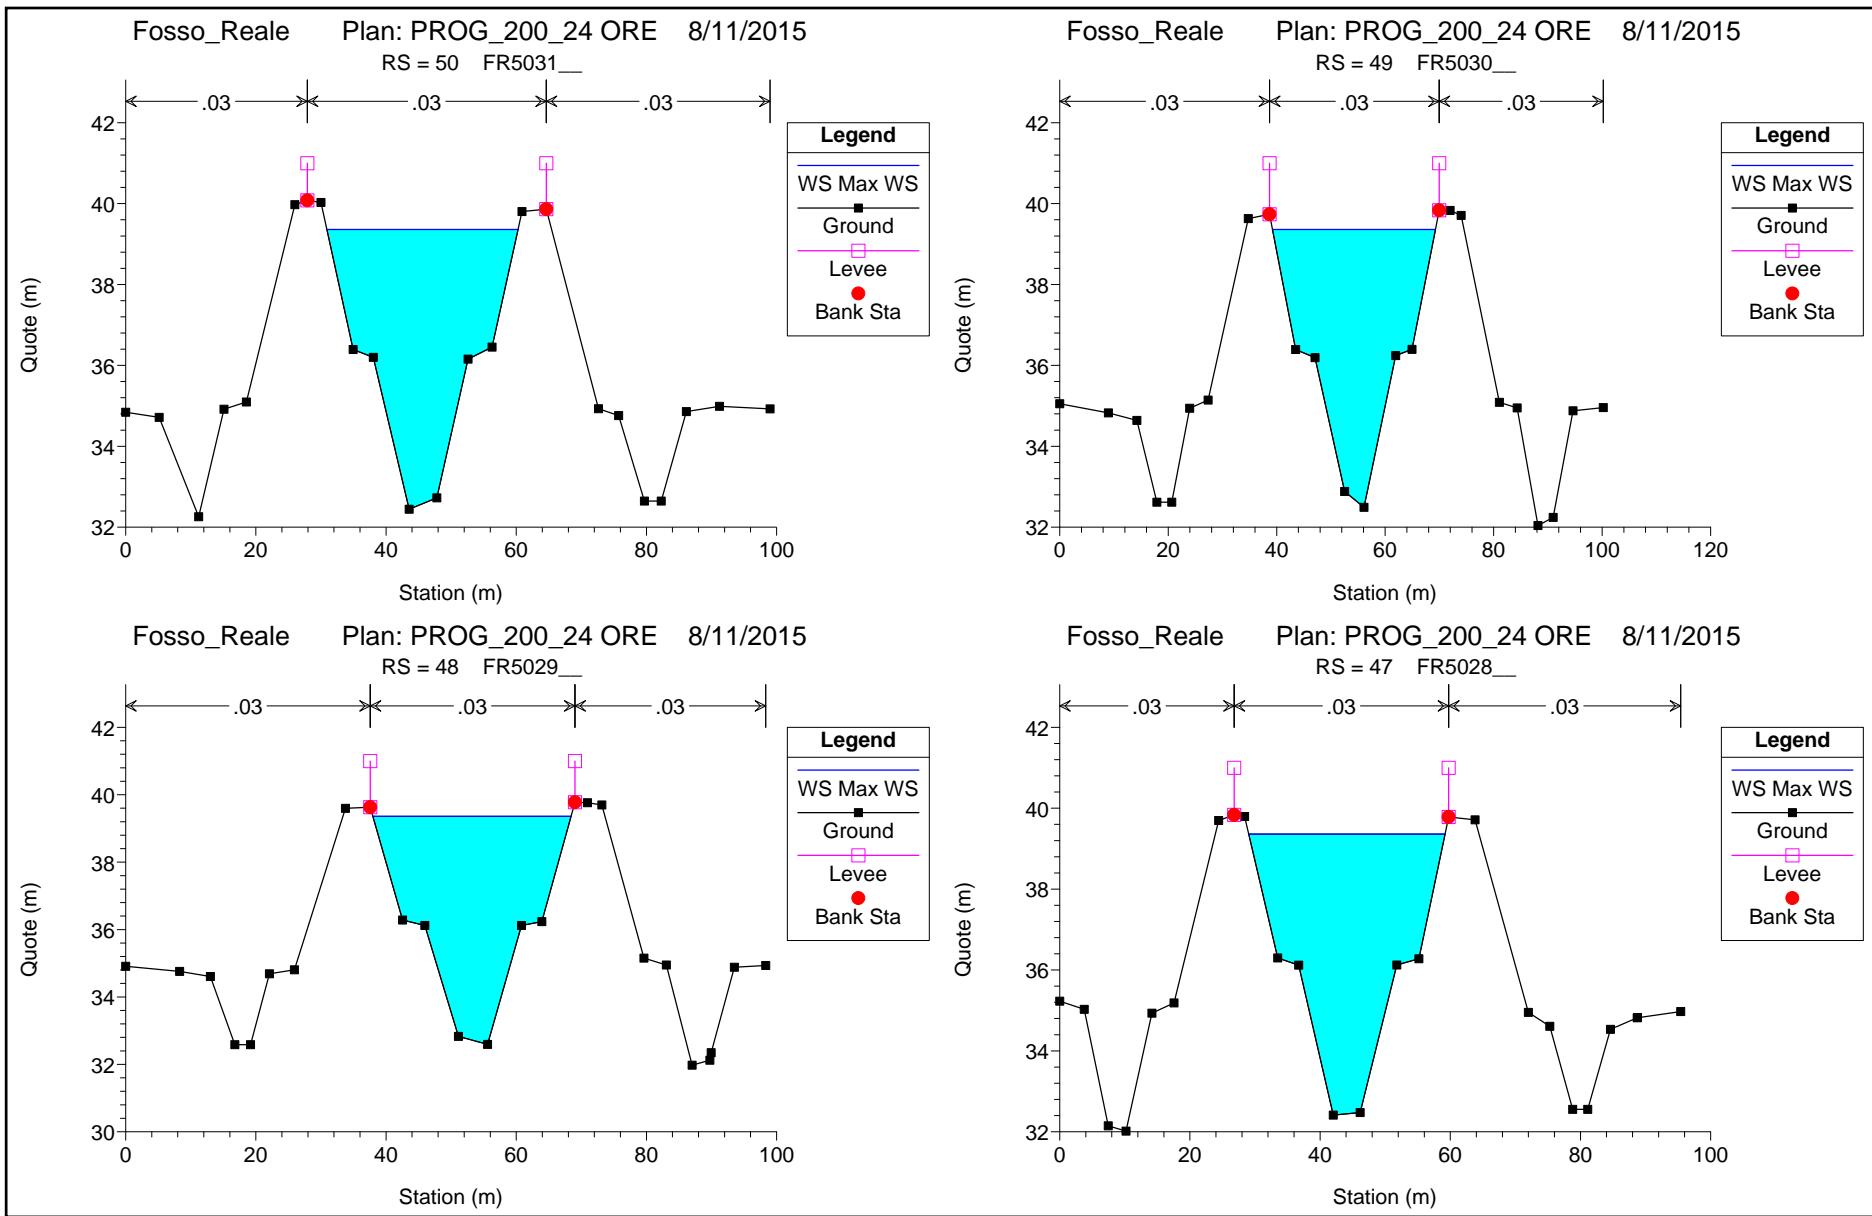 Fosso_Reale Plan: PROG_200_24 ORE 8/11/2015
RS = 50 FR5031__
.03 .03 .03
42
40
38
36
34
32
0 20 40 60 80 100
Quote (m)
Station (m)
Legend
WS Max WS
Ground
Levee
Bank Sta
Fosso_Reale Plan: PROG_200_24 ORE 8/11/2015
RS = 49 FR5030__
.03 .03 .03
42
40
38
36
34
32
0 20 40 60 80 100 120
Quote (m)
Station (m)
Legend
WS Max WS
Ground
Levee
Bank Sta
Fosso_Reale Plan: PROG_200_24 ORE 8/11/2015
RS = 48 FR5029__
.03 .03 .03
42
40
38
36
34
32
30
0 20 40 60 80 100
Quote (m)
Station (m)
Legend
WS Max WS
Ground
Levee
Bank Sta
Fosso_Reale Plan: PROG_200_24 ORE 8/11/2015
RS = 47 FR5028__
.03 .03 .03
42
40
38
36
34
32
0 20 40 60 80 100
Quote (m)
Station (m)
Legend
WS Max WS
Ground
Levee
Bank Sta